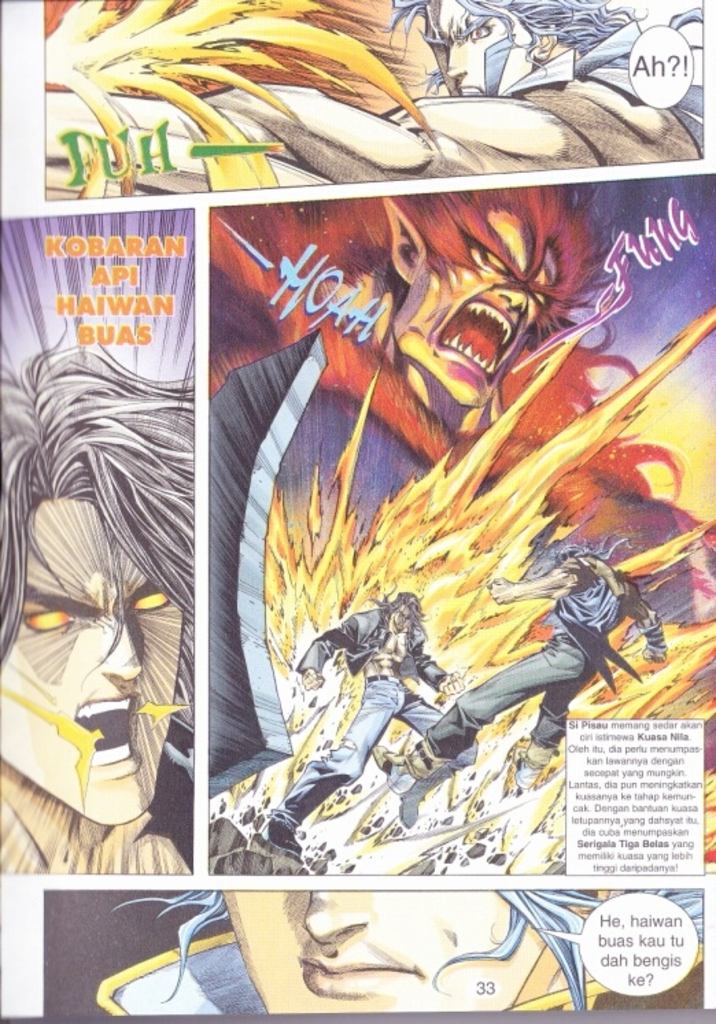 Ah?!
FUH
KOBARAN
API
HAIWAN
BUAS
HOAH
FUNG
Si Pisau memang sedar akan
ciri istimewa Kuasa Nila.
Oleh itu, dia perlu menumpas-
kan lawannya dengan
secepat yang mungkin.
Lantas, dia pun meningkatkan
kuasanya ke tahap kemun-
cak. Dengan bantuan kuasa
letupannya yang dahsyat itu,
dia cuba menumpaskan
Serigala Tiga Belas yang
memiliki kuasa yang lebih
tinggi daripadanya!
He, haiwan
buas kau tu
dah bengis
ke?
33